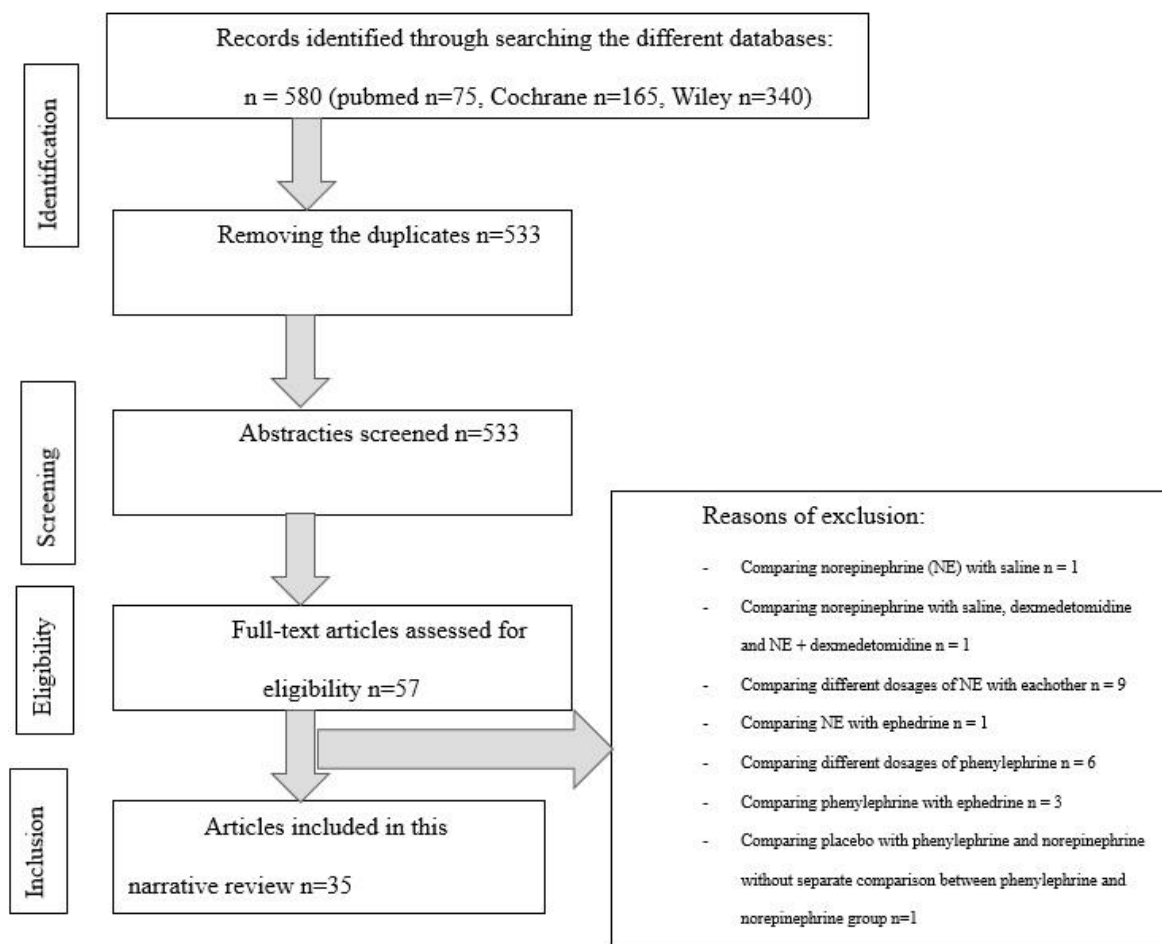 Records identified through searching the different databases:
n = 580 (pubmed n=75, Cochrane n=165, Wiley n=340)
Identification
Removing the duplicates n=533
Screening
Abstracties screened n=533
Eligibility
Full-text articles assessed for
eligibility n=57
Inclusion
Articles included in this
narrative review n=35
Reasons of exclusion:
- Comparing norepinephrine (NE) with saline n = 1
- Comparing norepinephrine with saline, dexmedetomidine
and NE + dexmedetomidine n = 1
- Comparing different dosages of NE with eachother n = 9
- Comparing NE with ephedrine n = 1
- Comparing different dosages of phenylephrine n = 6
- Comparing phenylephrine with ephedrine n = 3
- Comparing placebo with phenylephrine and norepinephrine
without separate comparison between phenylephrine and
norepinephrine group n=1